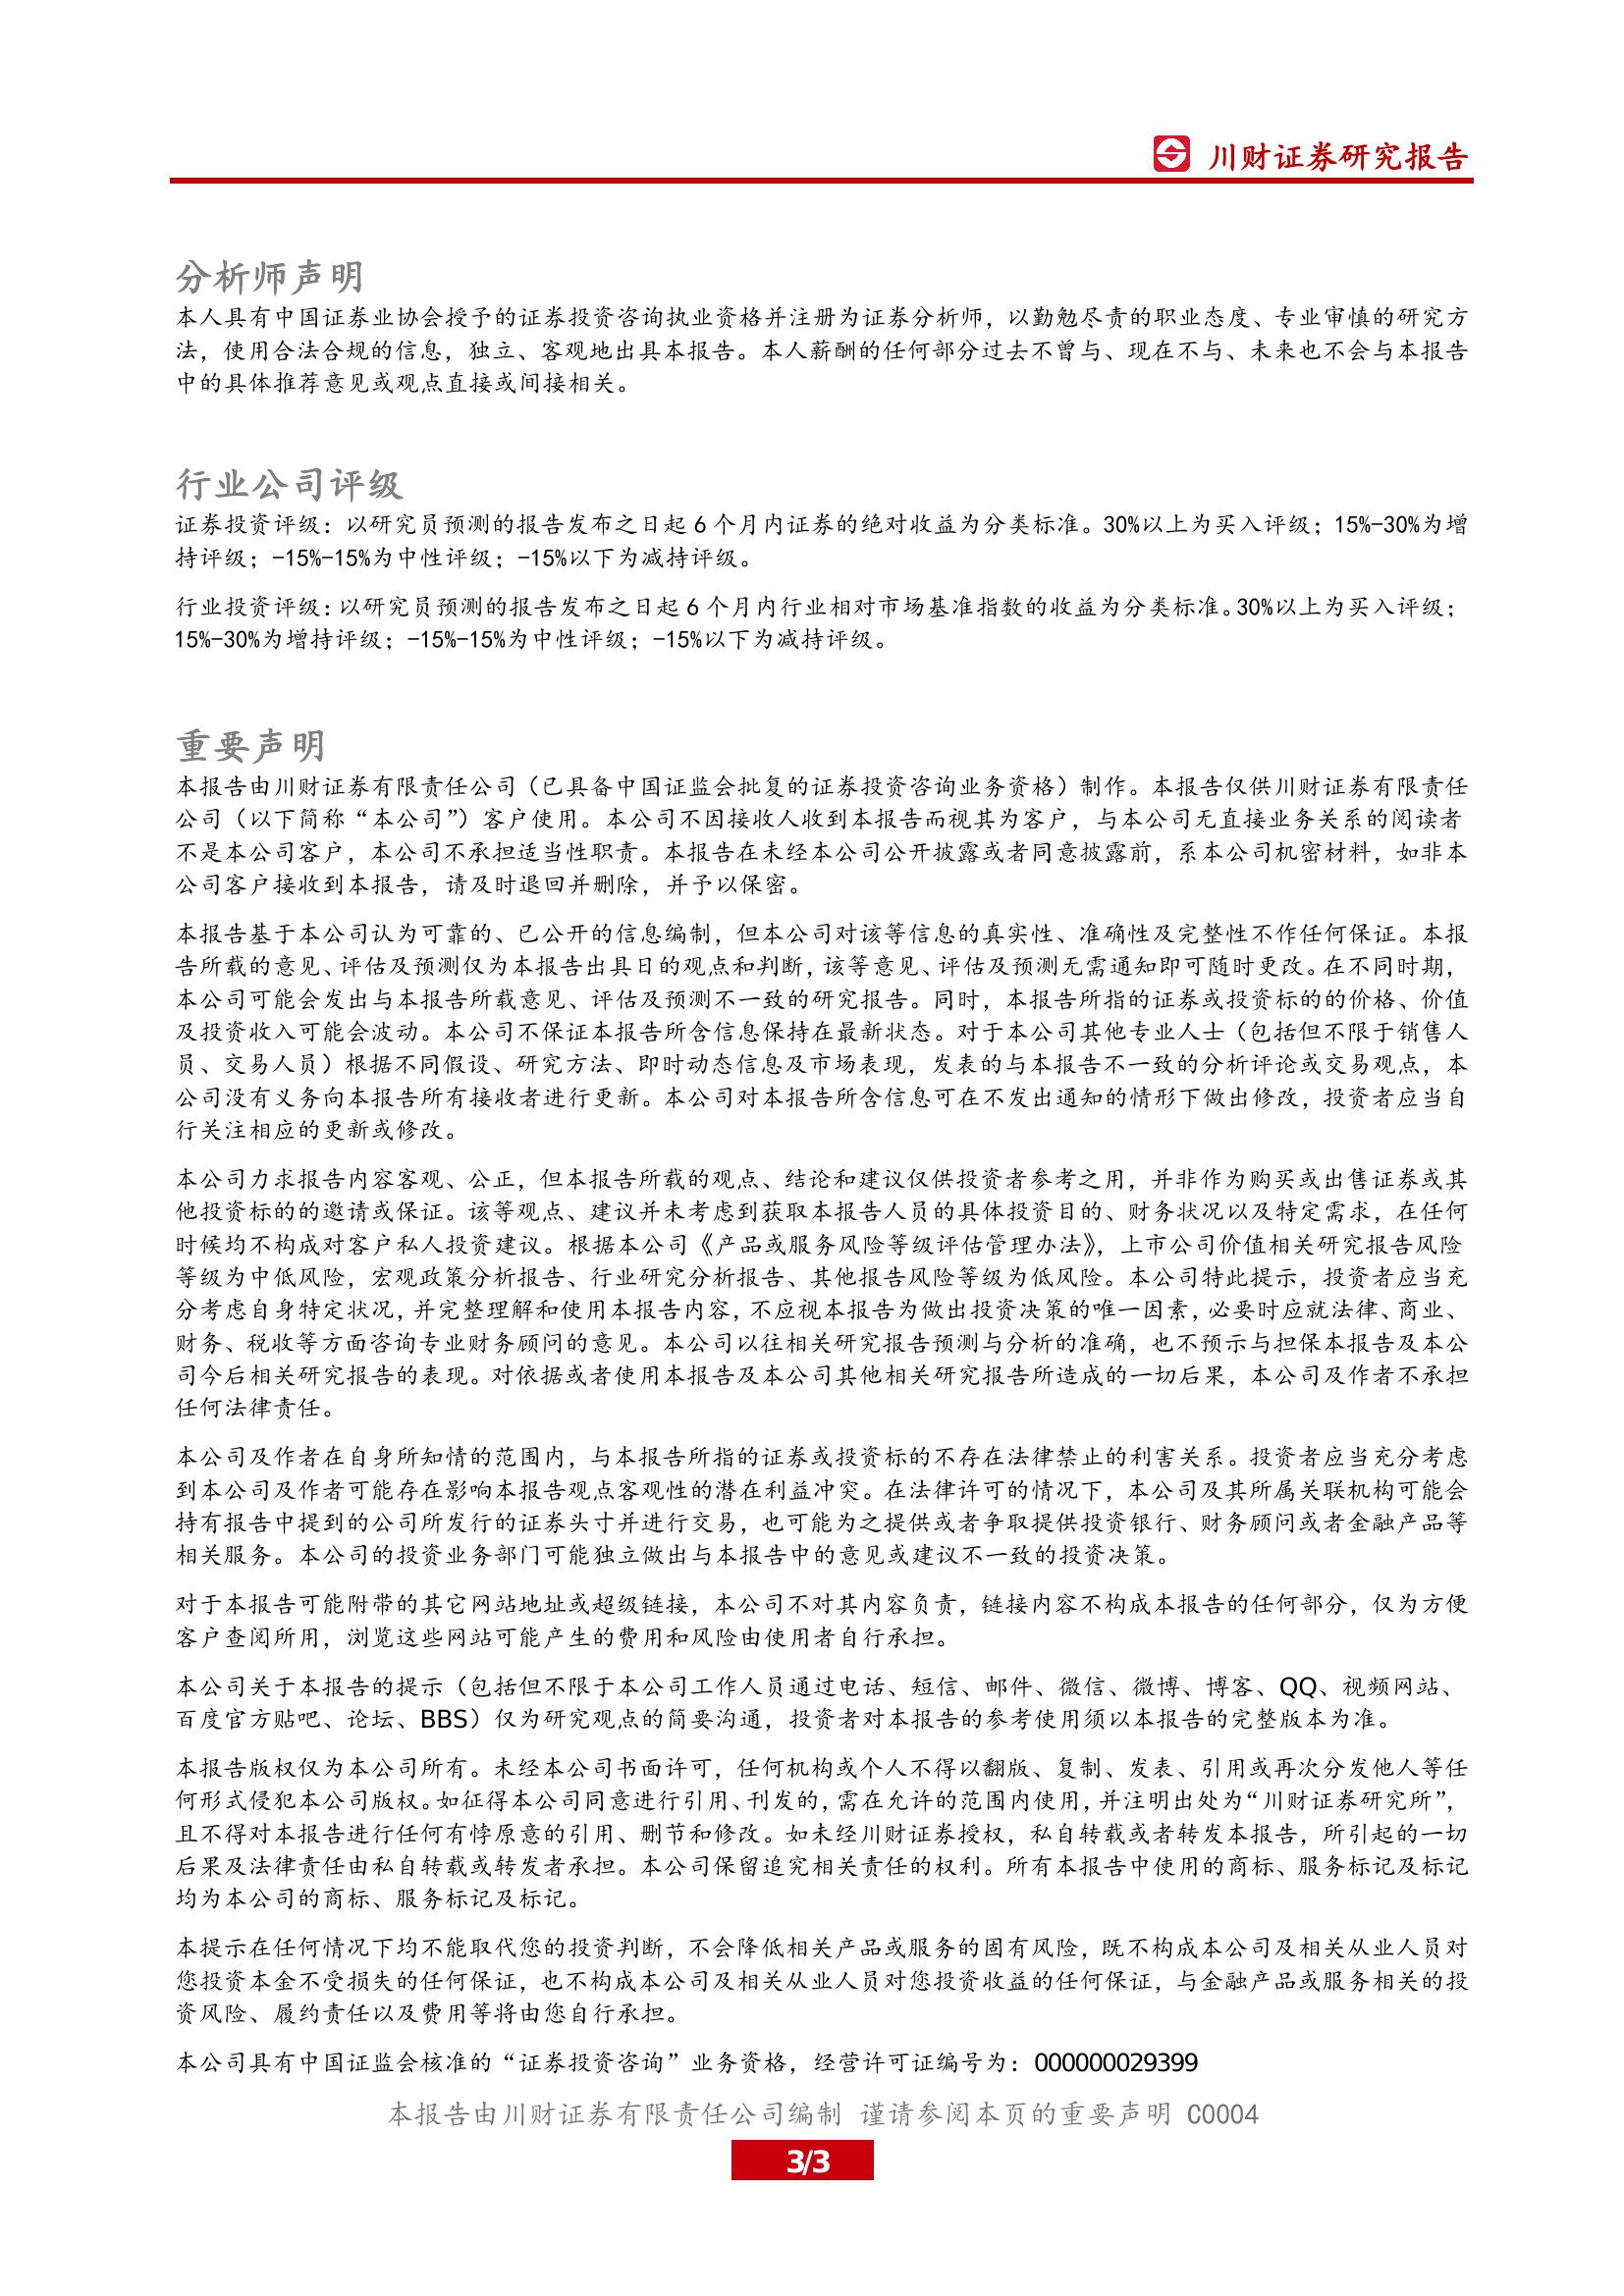 川财证券研究报告
分析师声明
本人具有中国证券业协会授予的证券投资咨询执业资格并注册为证券分析师，以勤勉尽责的职业态度、专业审慎的研究方
法，使用合法合规的信息，独立、客观地出具本报告。本人薪酬的任何部分过去不曾与、现在不与、未来也不会与本报告
中的具体推荐意见或观点直接或间接相关。
行业公司评级
证券投资评级：以研究员预测的报告发布之日起 6 个月内证券的绝对收益为分类标准。30%以上为买入评级；15%-30%为增
持评级；-15%-15%为中性评级；-15%以下为减持评级。
行业投资评级：以研究员预测的报告发布之日起 6 个月内行业相对市场基准指数的收益为分类标准。30%以上为买入评级；
15%-30%为增持评级；-15%-15%为中性评级；-15%以下为减持评级。
重要声明
本报告由川财证券有限责任公司（已具备中国证监会批复的证券投资咨询业务资格）制作。本报告仅供川财证券有限责任
公司（以下简称“本公司”）客户使用。本公司不因接收人收到本报告而视其为客户，与本公司无直接业务关系的阅读者
不是本公司客户，本公司不承担适当性职责。本报告在未经本公司公开披露或者同意披露前，系本公司机密材料，如非本
公司客户接收到本报告，请及时退回并删除，并予以保密。
本报告基于本公司认为可靠的、已公开的信息编制，但本公司对该等信息的真实性、准确性及完整性不作任何保证。本报
告所载的意见、评估及预测仅为本报告出具日的观点和判断，该等意见、评估及预测无需通知即可随时更改。在不同时期，
本公司可能会发出与本报告所载意见、评估及预测不一致的研究报告。同时，本报告所指的证券或投资标的的价格、价值
及投资收入可能会波动。本公司不保证本报告所含信息保持在最新状态。对于本公司其他专业人士（包括但不限于销售人
员、交易人员）根据不同假设、研究方法、即时动态信息及市场表现，发表的与本报告不一致的分析评论或交易观点，本
公司没有义务向本报告所有接收者进行更新。本公司对本报告所含信息可在不发出通知的情形下做出修改，投资者应当自
行关注相应的更新或修改。
本公司力求报告内容客观、公正，但本报告所载的观点、结论和建议仅供投资者参考之用，并非作为购买或出售证券或其
他投资标的的邀请或保证。该等观点、建议并未考虑到获取本报告人员的具体投资目的、财务状况以及特定需求，在任何
时候均不构成对客户私人投资建议。根据本公司《产品或服务风险等级评估管理办法》，上市公司价值相关研究报告风险
等级为中低风险，宏观政策分析报告、行业研究分析报告、其他报告风险等级为低风险。本公司特此提示，投资者应当充
分考虑自身特定状况，并完整理解和使用本报告内容，不应视本报告为做出投资决策的唯一因素，必要时应就法律、商业、
财务、税收等方面咨询专业财务顾问的意见。本公司以往相关研究报告预测与分析的准确，也不预示与担保本报告及本公
司今后相关研究报告的表现。对依据或者使用本报告及本公司其他相关研究报告所造成的一切后果，本公司及作者不承担
任何法律责任。
本公司及作者在自身所知情的范围内，与本报告所指的证券或投资标的不存在法律禁止的利害关系。投资者应当充分考虑
到本公司及作者可能存在影响本报告观点客观性的潜在利益冲突。在法律许可的情况下，本公司及其所属关联机构可能会
持有报告中提到的公司所发行的证券头寸并进行交易，也可能为之提供或者争取提供投资银行、财务顾问或者金融产品等
相关服务。本公司的投资业务部门可能独立做出与本报告中的意见或建议不一致的投资决策。
对于本报告可能附带的其它网站地址或超级链接，本公司不对其内容负责，链接内容不构成本报告的任何部分，仅为方便
客户查阅所用，浏览这些网站可能产生的费用和风险由使用者自行承担。
本公司关于本报告的提示（包括但不限于本公司工作人员通过电话、短信、邮件、微信、微博、博客、QQ、视频网站、
百度官方贴吧、论坛、BBS）仅为研究观点的简要沟通，投资者对本报告的参考使用须以本报告的完整版本为准。
本报告版权仅为本公司所有。未经本公司书面许可，任何机构或个人不得以翻版、复制、发表、引用或再次分发他人等任
何形式侵犯本公司版权。如征得本公司同意进行引用、刊发的，需在允许的范围内使用，并注明出处为“川财证券研究所”，
且不得对本报告进行任何有悖原意的引用、删节和修改。如未经川财证券授权，私自转载或者转发本报告，所引起的一切
后果及法律责任由私自转载或转发者承担。本公司保留追究相关责任的权利。所有本报告中使用的商标、服务标记及标记
均为本公司的商标、服务标记及标记。
本提示在任何情况下均不能取代您的投资判断，不会降低相关产品或服务的固有风险，既不构成本公司及相关从业人员对
您投资本金不受损失的任何保证，也不构成本公司及相关从业人员对您投资收益的任何保证，与金融产品或服务相关的投
资风险、履约责任以及费用等将由您自行承担。
本公司具有中国证监会核准的“证券投资咨询”业务资格，经营许可证编号为：000000029399
本报告由川财证券有限责任公司编制 谨请参阅本页的重要声明 C0004
3/3